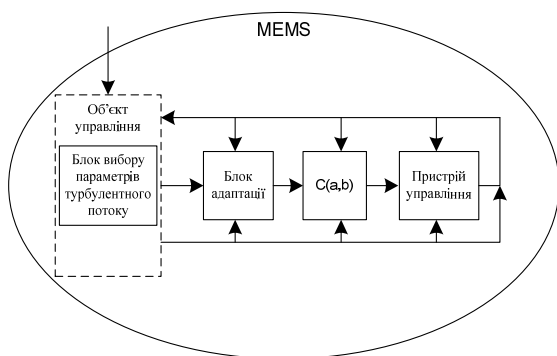 MEMS
Об’єкт
управління
Блок вибору
параметрів
турбулентного
потоку
Блок
адаптації
C(a,b)
Пристрій
управління